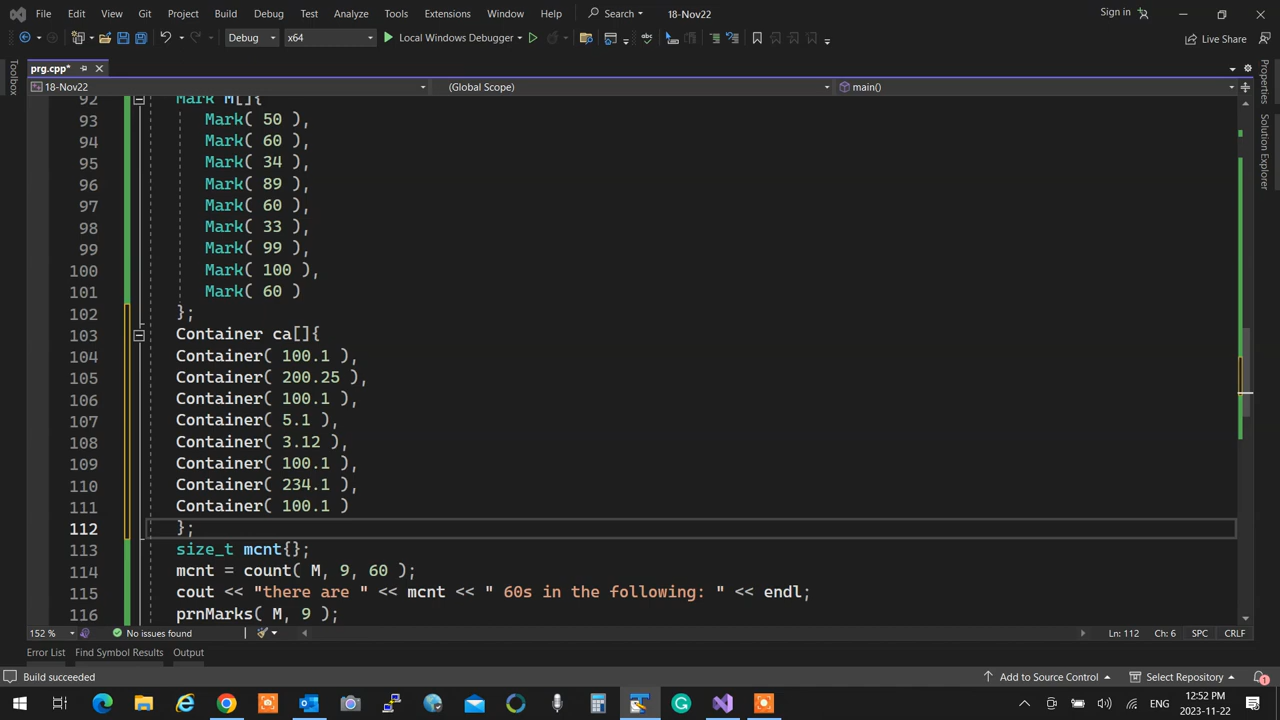 File Edit View Git Project Build Debug Test Analyze Tools Extensions Window Help Search 18-Nov22 Sign in
Debug x64 Local Windows Debugger Live Share
Toolbox
prg.cpp*
18-Nov22 (Global Scope) main()
92 Mark M[]{
93 Mark( 50 ),
94 Mark( 60 ),
95 Mark( 34 ),
96 Mark( 89 ),
97 Mark( 60 ),
98 Mark( 33 ),
99 Mark( 99 ),
100 Mark( 100 ),
101 Mark( 60 )
102 };
103 Container ca[]{
104 Container( 100.1 ),
105 Container( 200.25 ),
106 Container( 100.1 ),
107 Container( 5.1 ),
108 Container( 3.12 ),
109 Container( 100.1 ),
110 Container( 234.1 ),
111 Container( 100.1 )
112 };
113 size_t mcnt{};
114 mcnt = count( M, 9, 60 );
115 cout << "there are " << mcnt << " 60s in the following: " << endl;
116 prnMarks( M, 9 );
Properties
Solution Explorer
152 % No issues found Ln: 112 Ch: 6 SPC CRLF
Error List Find Symbol Results Output
Build succeeded Add to Source Control Select Repository 1
ENG 12:52 PM
2023-11-22